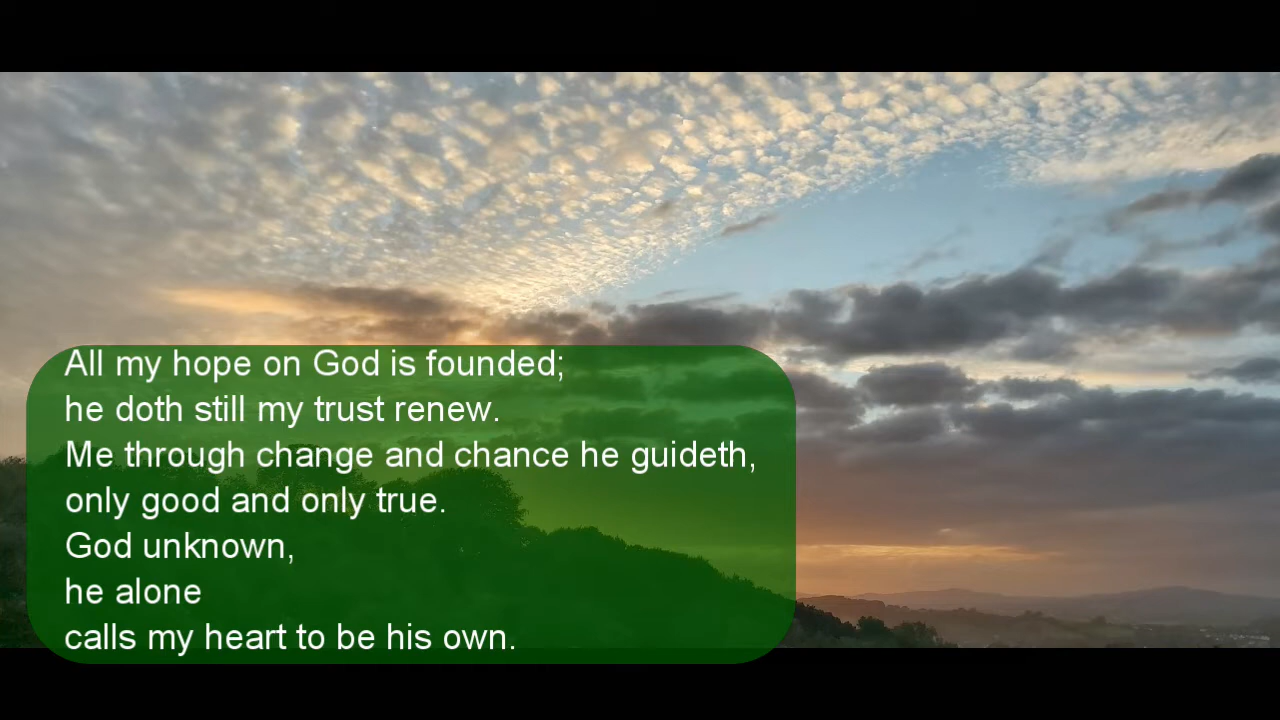 All my hope on God is founded;
he doth still my trust renew.
Me through change and chance he guideth,
only good and only true.
God unknown,
he alone
calls my heart to be his own.